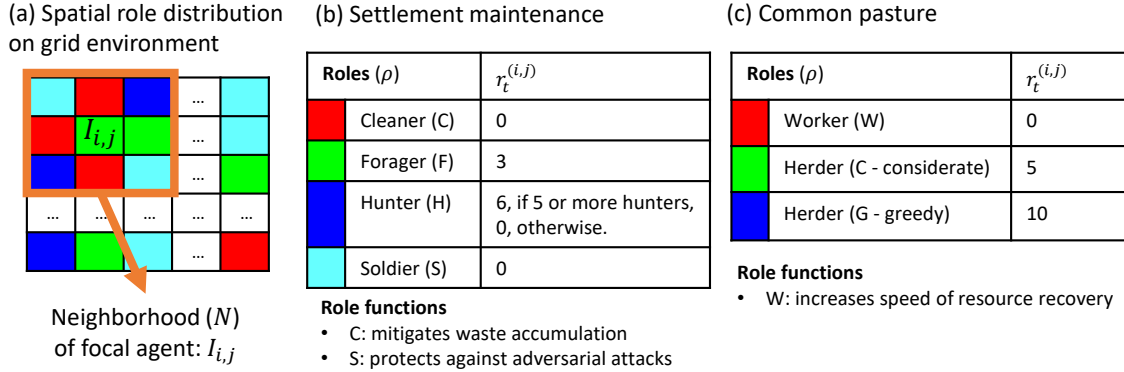 (a) Spatial role distribution
on grid environment
...
I_{i,j} ...
...
... ... ... ... ...
...
Neighborhood (N)
of focal agent: I_{i,j}
(b) Settlement maintenance
Roles (ρ) r_t^{(i,j)}
Cleaner (C) 0
Forager (F) 3
Hunter (H) 6, if 5 or more hunters,
0, otherwise.
Soldier (S) 0
Role functions
• C: mitigates waste accumulation
• S: protects against adversarial attacks
(c) Common pasture
Roles (ρ) r_t^{(i,j)}
Worker (W) 0
Herder (C - considerate) 5
Herder (G - greedy) 10
Role functions
• W: increases speed of resource recovery